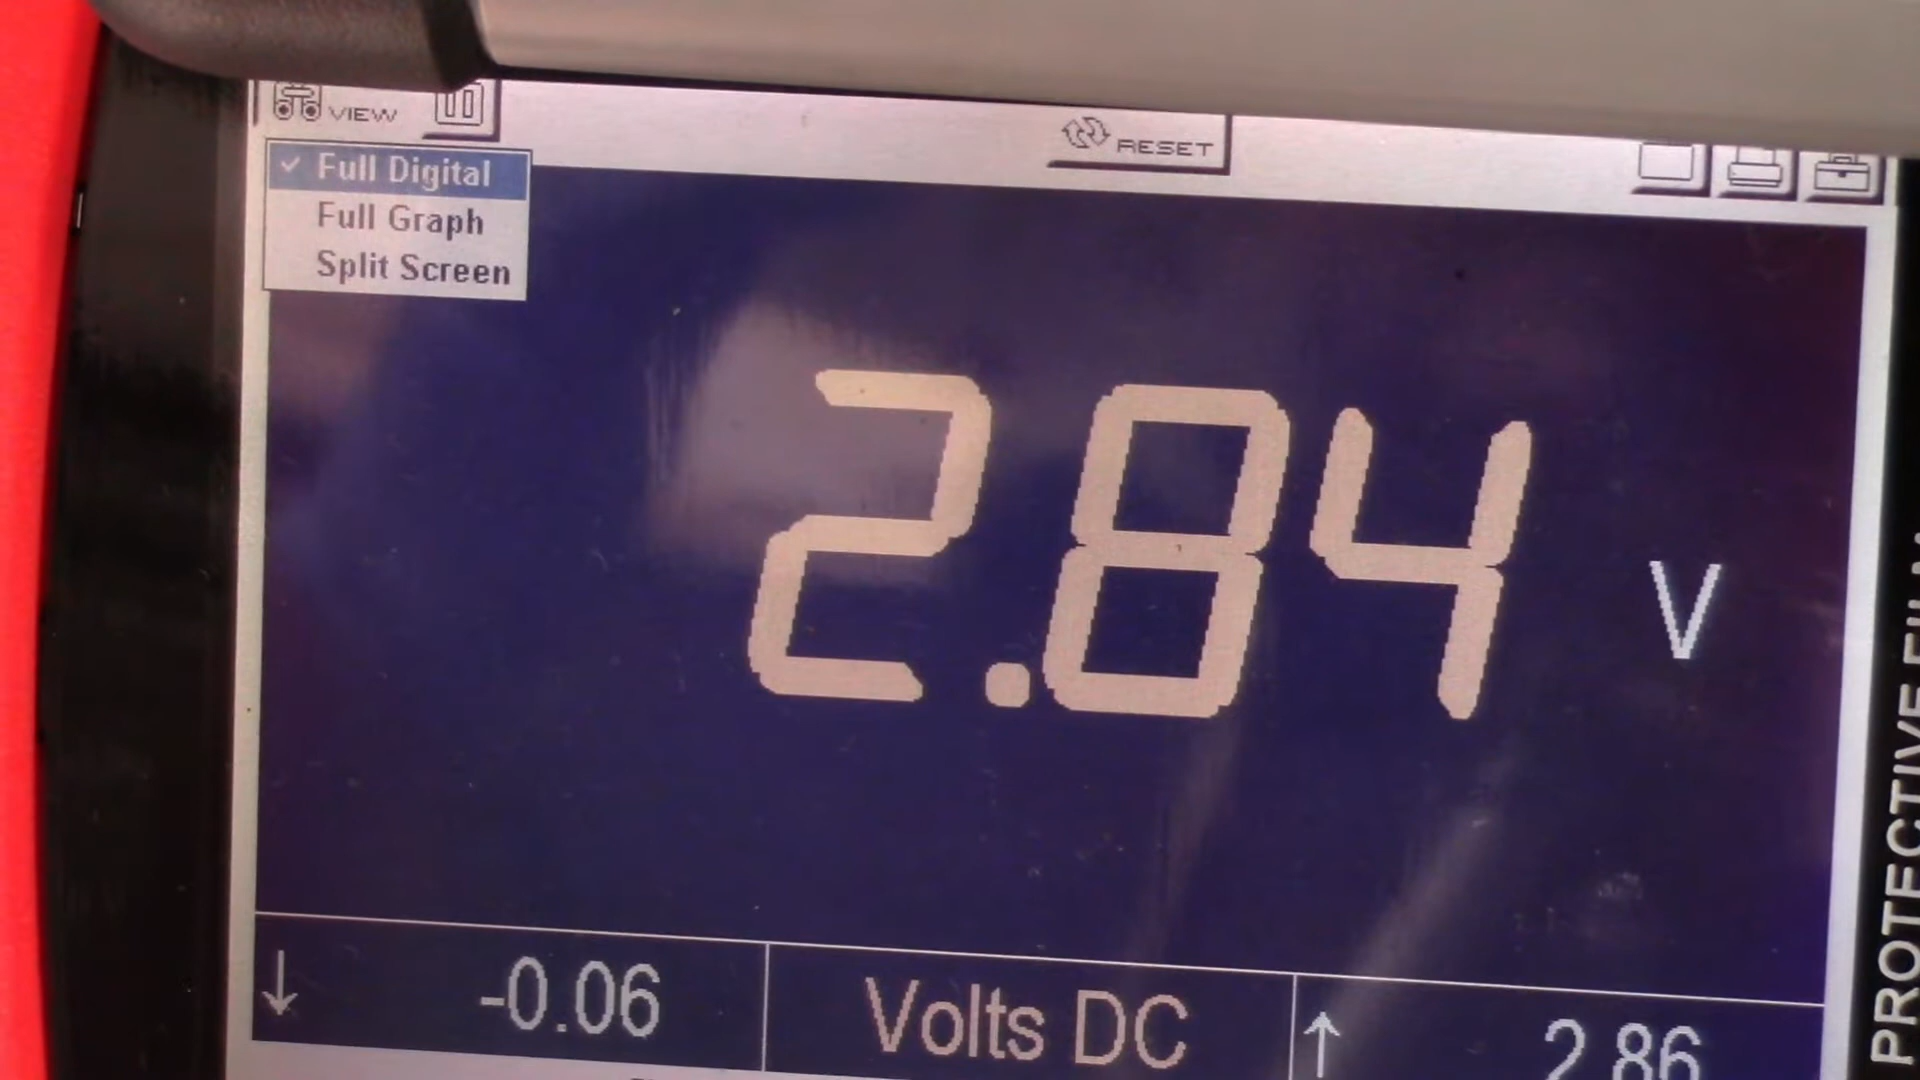 VIEW
RESET
Full Digital
Full Graph
Split Screen
2.84 V
-0.06
Volts DC
2.86
PROTECTIVE FILM